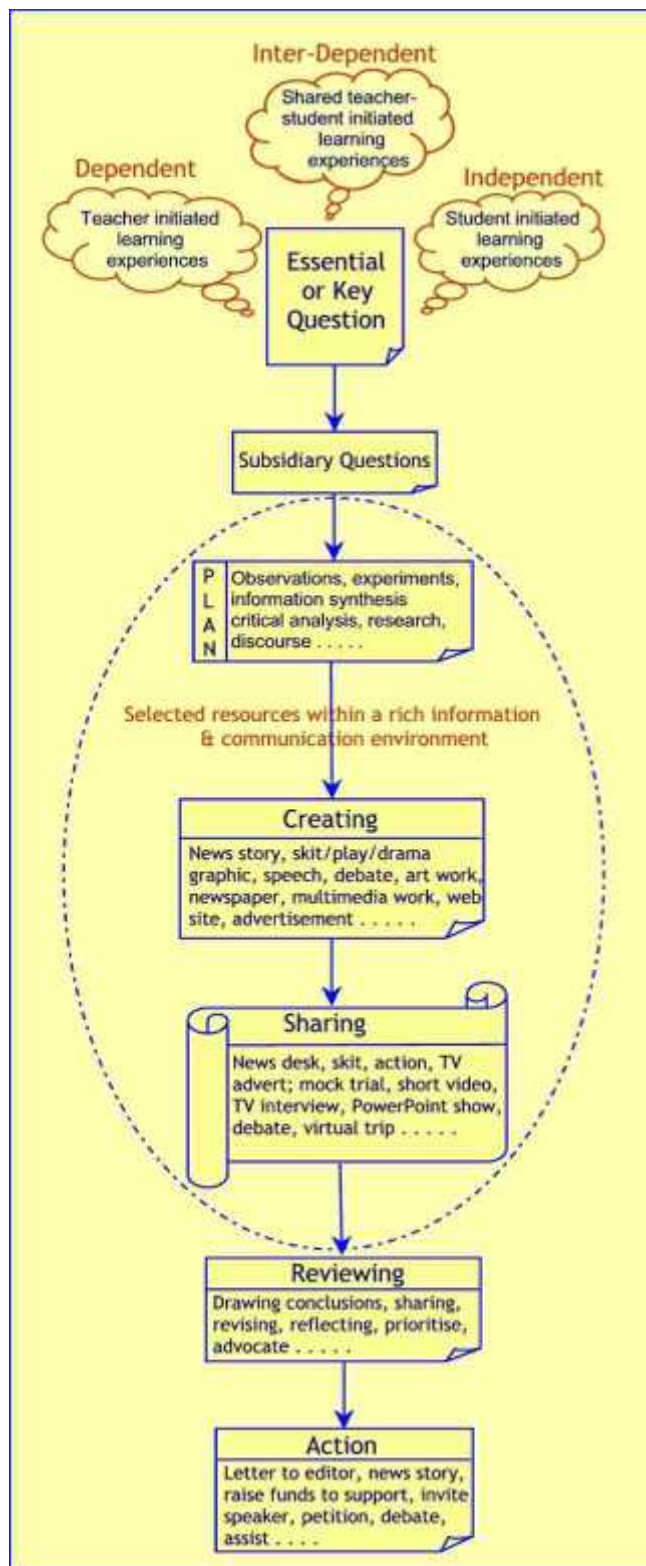 Inter-Dependent
Shared teacher-
student initiated
learning
experiences
Dependent
Teacher initiated
learning
experiences
Independent
Student initiated
learning
experiences
Essential
or Key
Question
Subsidiary Questions
PLAN
Observations, experiments,
information synthesis
critical analysis, research,
discourse . . . . .
Selected resources within a rich information
& communication environment
Creating
News story, skit/play/drama
graphic, speech, debate, art work,
newspaper, multimedia work, web
site, advertisement . . . . .
Sharing
News desk, skit, action, TV
advert; mock trial, short video,
TV interview, PowerPoint show,
debate, virtual trip . . . . .
Reviewing
Drawing conclusions, sharing,
revising, reflecting, prioritise,
advocate . . . . .
Action
Letter to editor, news story,
raise funds to support, invite
speaker, petition, debate,
assist . . . .